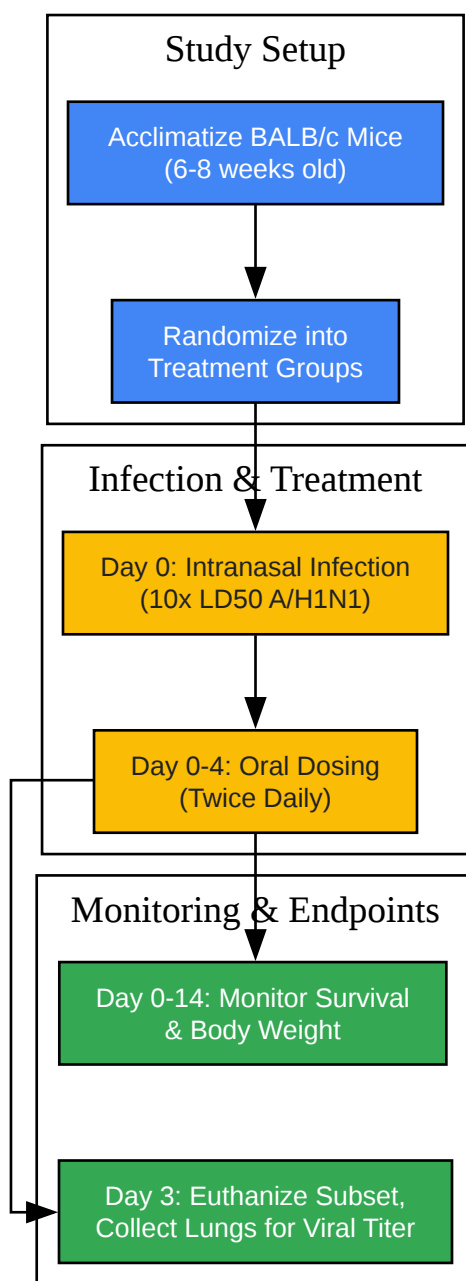 Study Setup
Acclimatize BALB/c Mice
(6-8 weeks old)
Randomize into
Treatment Groups
Infection & Treatment
Day 0: Intranasal Infection
(10x LD50 A/H1N1)
Day 0-4: Oral Dosing
(Twice Daily)
Monitoring & Endpoints
Day 0-14: Monitor Survival
& Body Weight
Day 3: Euthanize Subset,
Collect Lungs for Viral Titer